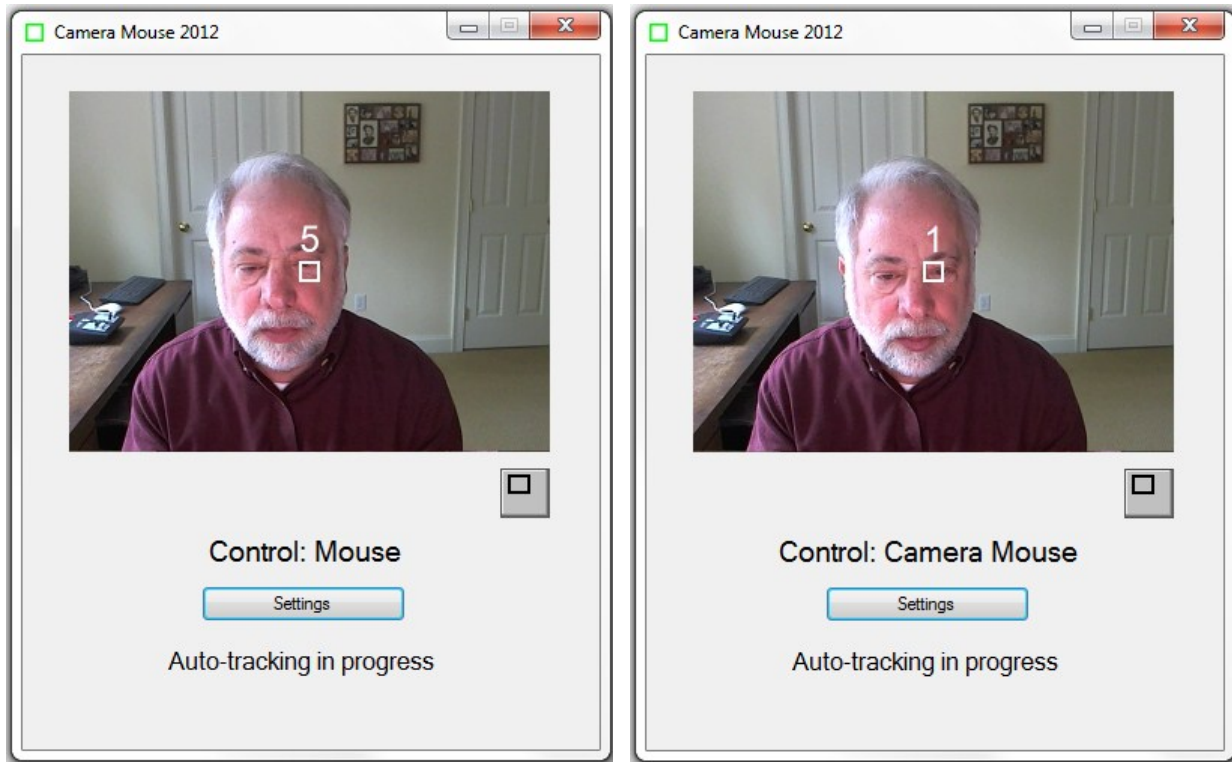 Camera Mouse 2012
5
Control: Mouse
Settings
Auto-tracking in progress
Camera Mouse 2012
1
Control: Camera Mouse
Settings
Auto-tracking in progress